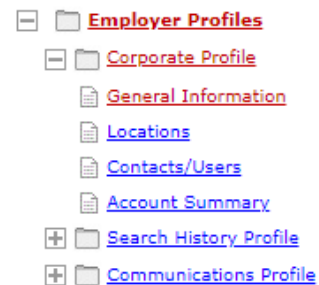 Employer Profiles
Corporate Profile
General Information
Locations
Contacts/Users
Account Summary
Search History Profile
Communications Profile